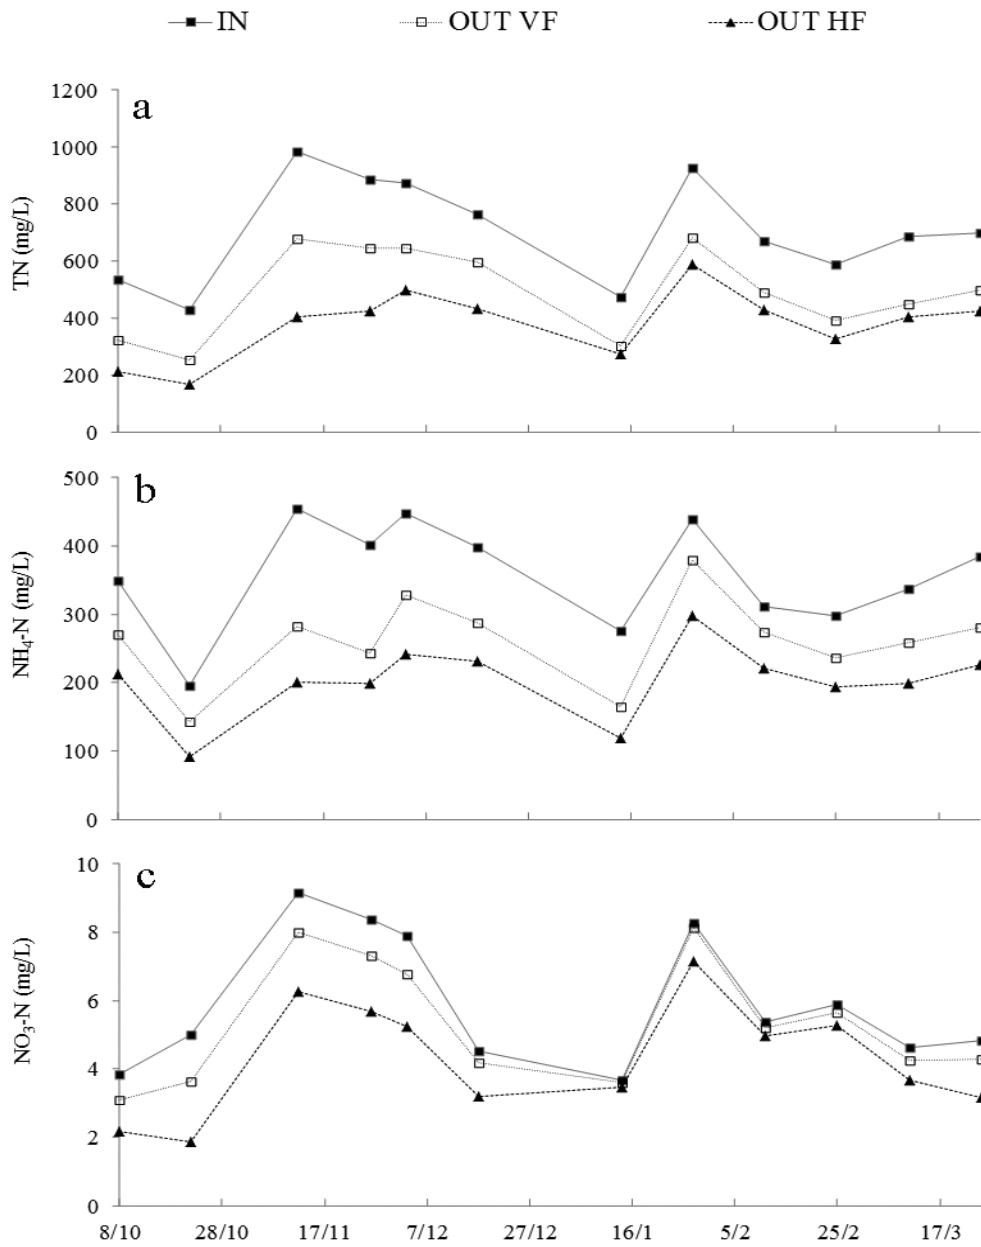 IN OUT VF OUT HF
a
TN (mg/L)
1200
1000
800
600
400
200
0
b
NH₄-N (mg/L)
500
400
300
200
100
0
c
NO₃-N (mg/L)
10
8
6
4
2
0
8/10 28/10 17/11 7/12 27/12 16/1 5/2 25/2 17/3